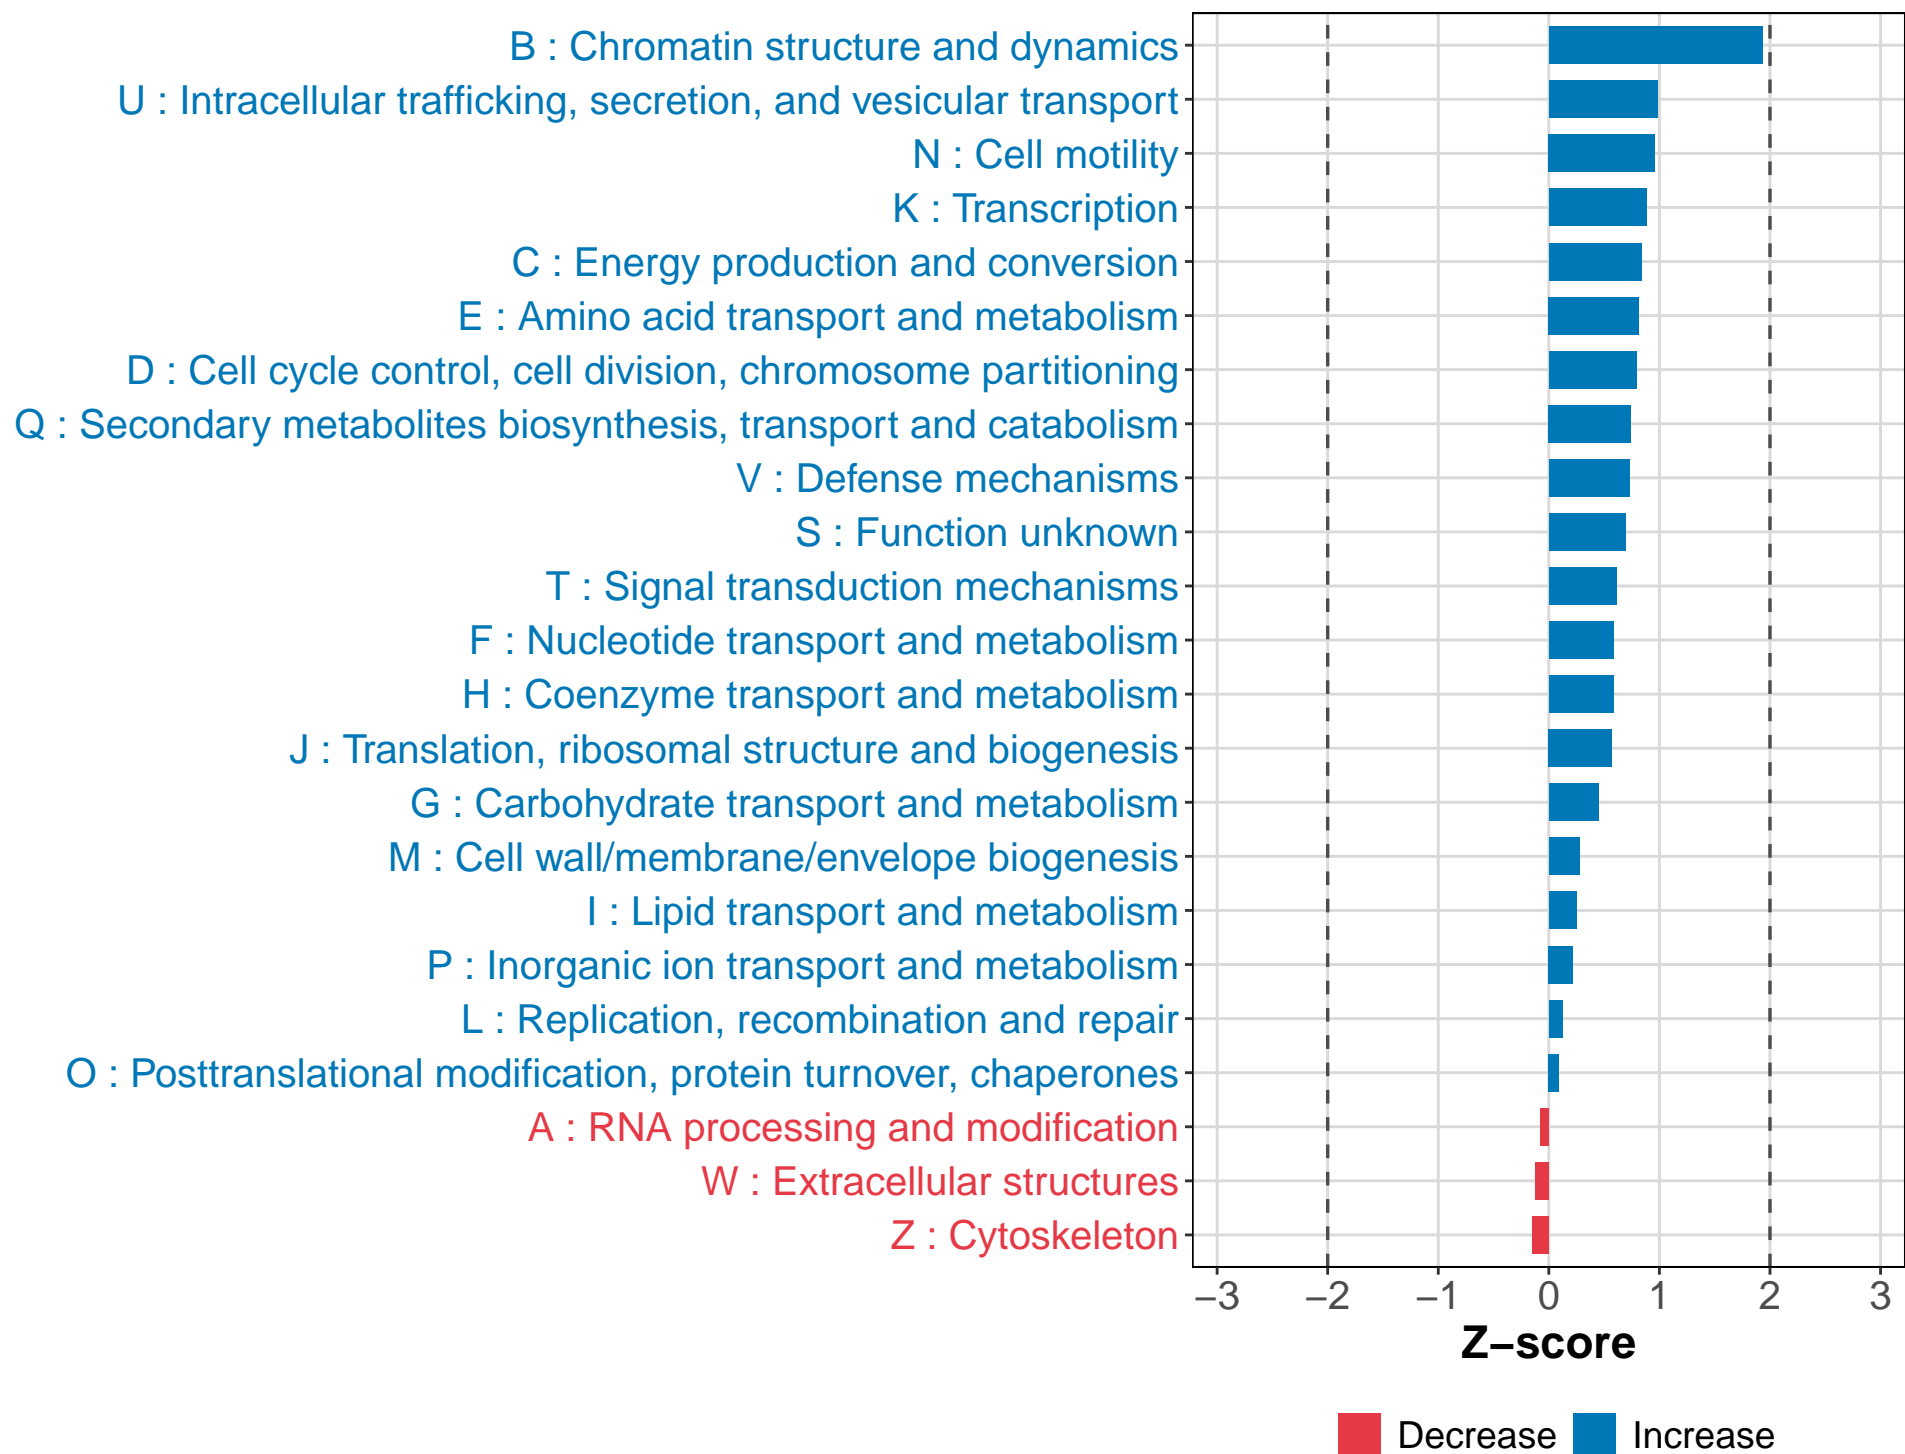 B : Chromatin structure and dynamics
U : Intracellular trafficking, secretion, and vesicular transport
N : Cell motility
K : Transcription
C : Energy production and conversion
E : Amino acid transport and metabolism
D : Cell cycle control, cell division, chromosome partitioning
Q : Secondary metabolites biosynthesis, transport and catabolism
V : Defense mechanisms
S : Function unknown
T : Signal transduction mechanisms
F : Nucleotide transport and metabolism
H : Coenzyme transport and metabolism
J : Translation, ribosomal structure and biogenesis
G : Carbohydrate transport and metabolism
M : Cell wall/membrane/envelope biogenesis
I : Lipid transport and metabolism
P : Inorganic ion transport and metabolism
L : Replication, recombination and repair
O : Posttranslational modification, protein turnover, chaperones
A : RNA processing and modification
W : Extracellular structures
Z : Cytoskeleton
−3 −2 −1 0 1 2 3
Z−score
Decrease Increase